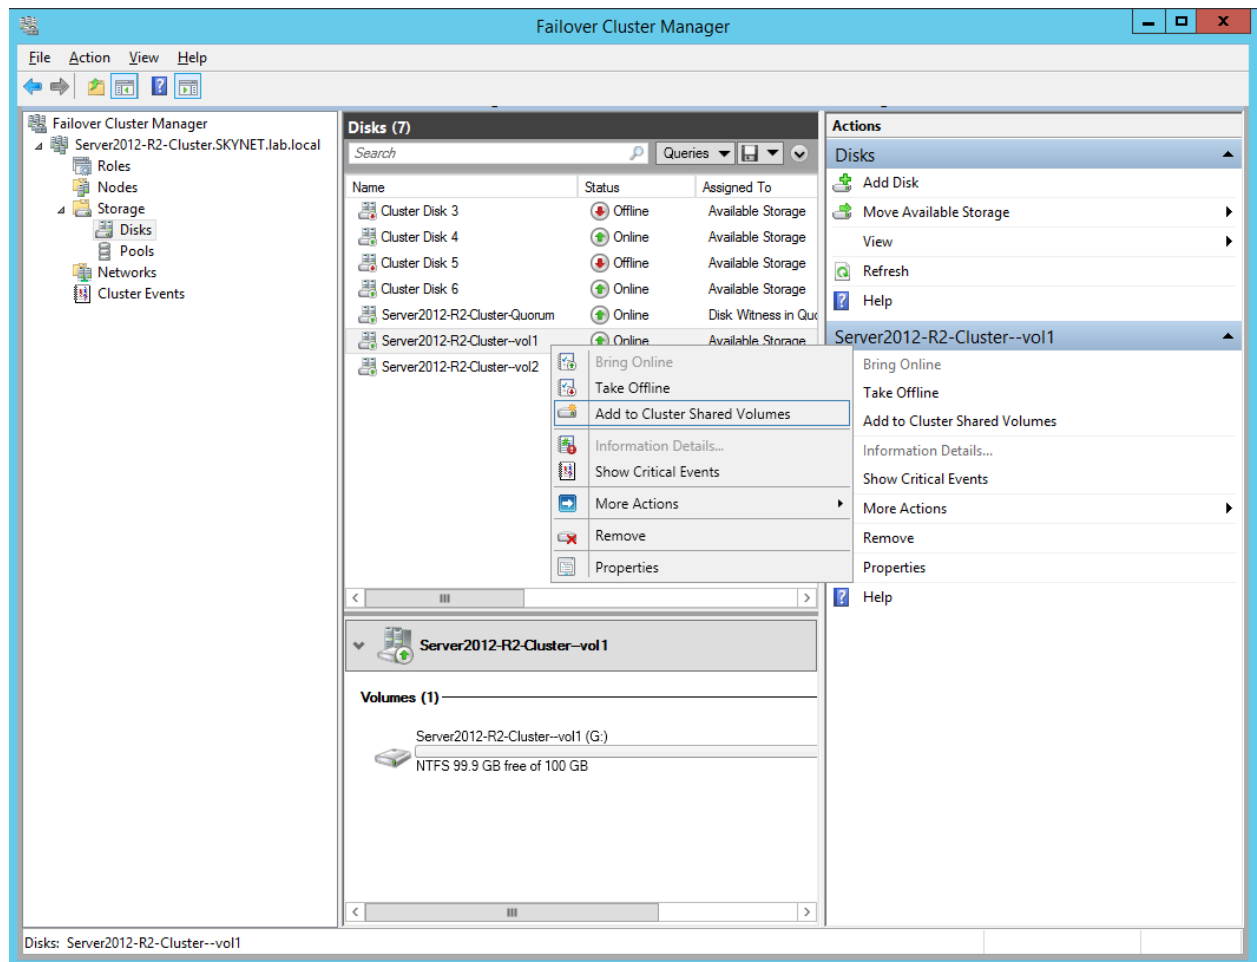 Failover Cluster Manager
File Action View Help
Failover Cluster Manager
Server2012-R2-Cluster.SKYNET.lab.local
Roles
Nodes
Storage
Disks
Pools
Networks
Cluster Events
Disks (7)
Search Queries
Name Status Assigned To
Cluster Disk 3 Offline Available Storage
Cluster Disk 4 Online Available Storage
Cluster Disk 5 Offline Available Storage
Cluster Disk 6 Online Available Storage
Server2012-R2-Cluster-Quorum Online Disk Witness in Quo
Server2012-R2-Cluster--vol1 Online Available Storage
Server2012-R2-Cluster--vol2
Bring Online
Take Offline
Add to Cluster Shared Volumes
Information Details...
Show Critical Events
More Actions
Remove
Properties
Server2012-R2-Cluster--vol1
Volumes (1)
Server2012-R2-Cluster--vol1 (G:)
NTFS 99.9 GB free of 100 GB
Actions
Disks
Add Disk
Move Available Storage
View
Refresh
Help
Server2012-R2-Cluster--vol1
Bring Online
Take Offline
Add to Cluster Shared Volumes
Information Details...
Show Critical Events
More Actions
Remove
Properties
Help
Disks: Server2012-R2-Cluster--vol1